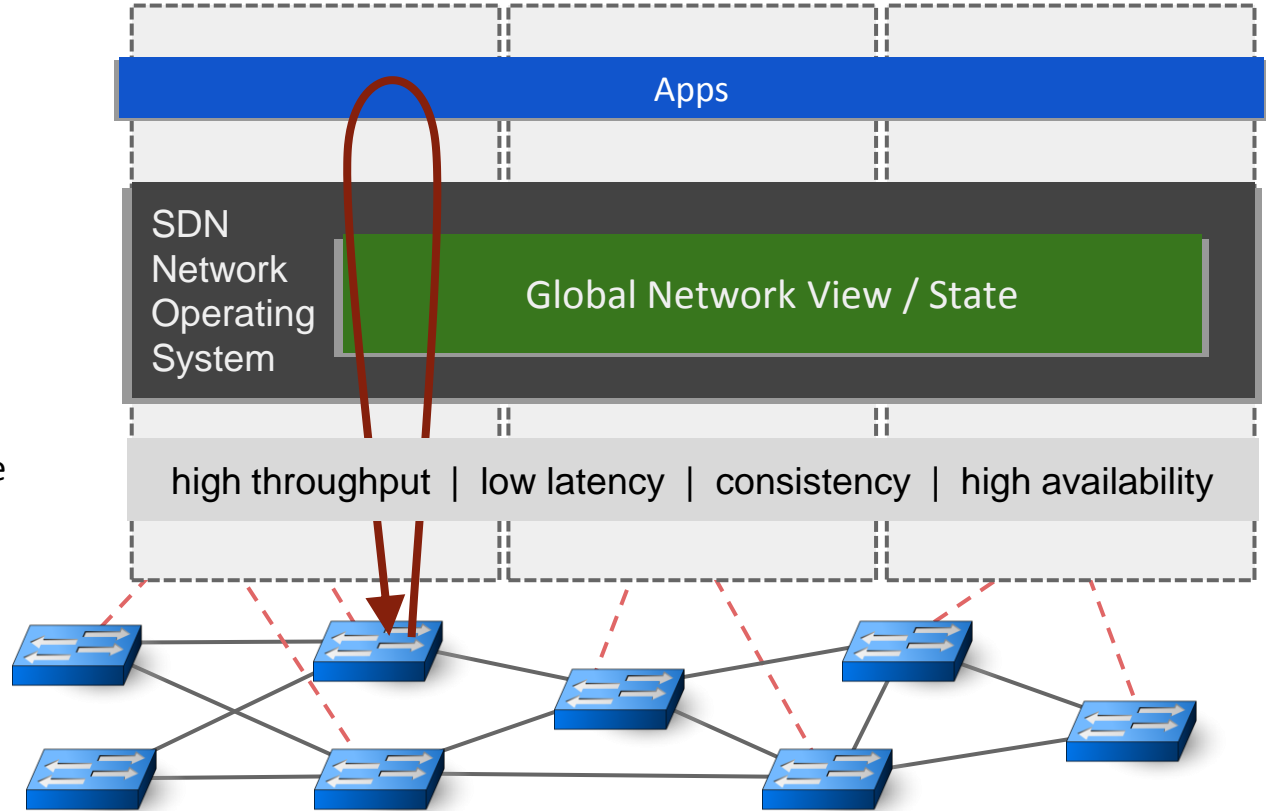 Apps
SDN
Network
Operating
System
Global Network View / State
e
high throughput | low latency | consistency | high availability